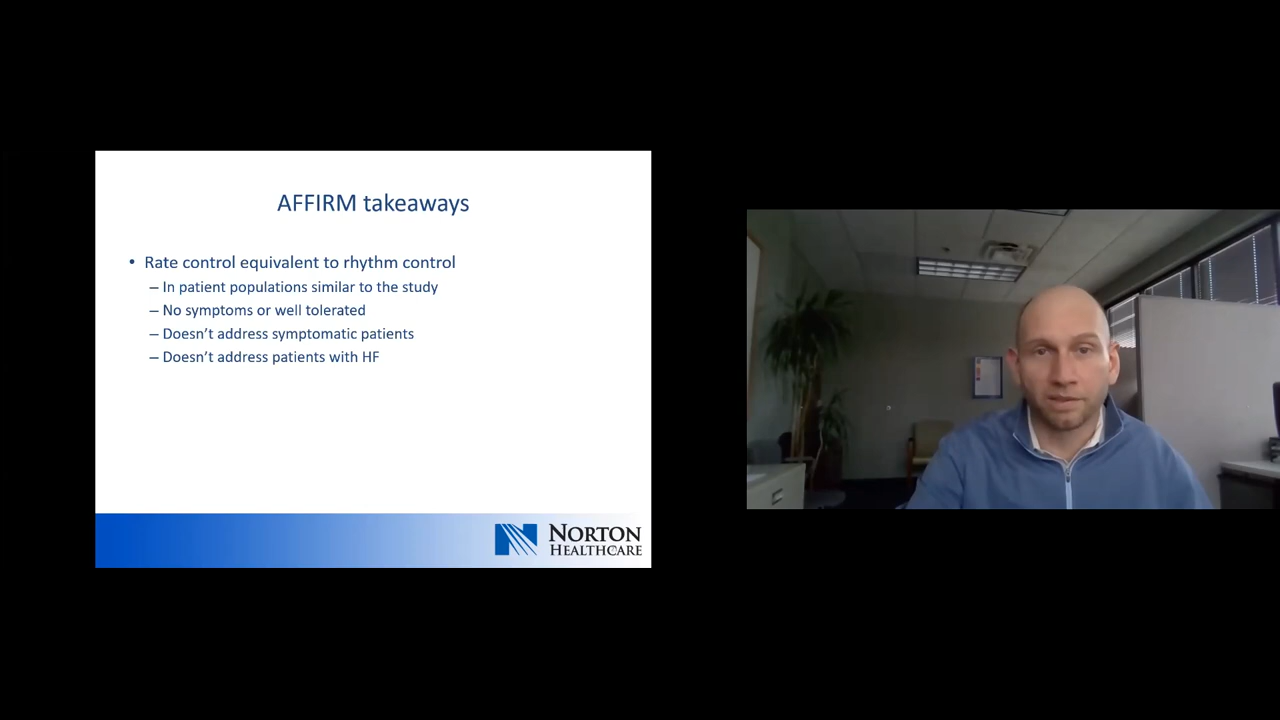 AFFIRM takeaways
• Rate control equivalent to rhythm control
– In patient populations similar to the study
– No symptoms or well tolerated
– Doesn't address symptomatic patients
– Doesn't address patients with HF
NORTON
HEALTHCARE